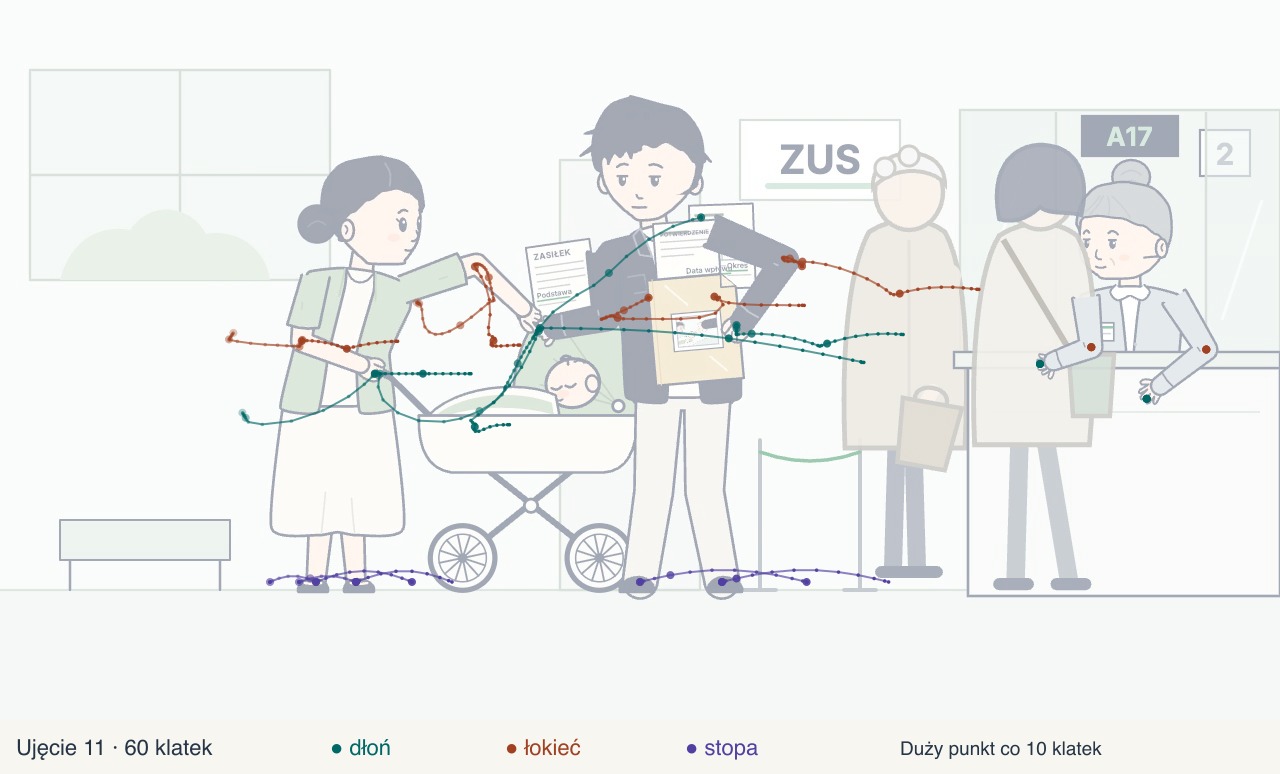 A17
ZUS
2
POTWIERDZENIE
ZASIŁEK
Okres
Data wpływu
Podstawa
Ujęcie 11 · 60 klatek
dłoń
łokieć
stopa
Duży punkt co 10 klatek